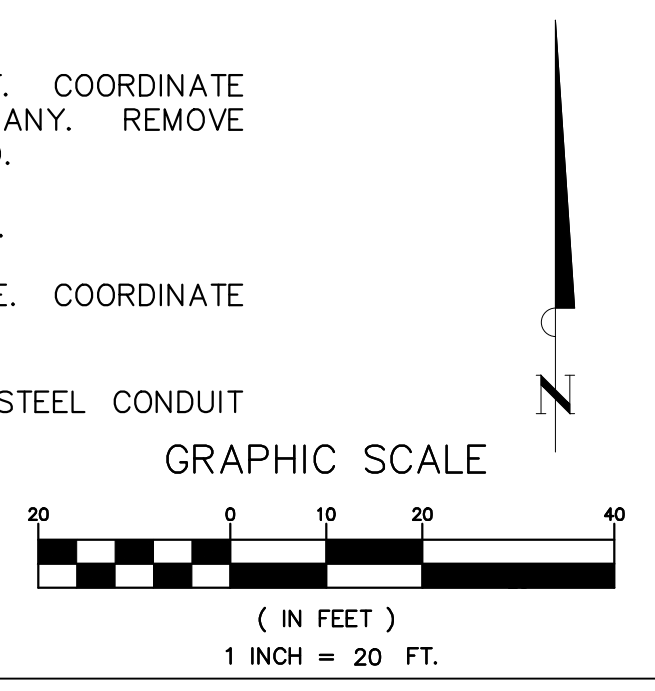 . COORDINATE
ANY. REMOVE
.
.
E. COORDINATE
STEEL CONDUIT
N
GRAPHIC SCALE
20 0 10 20 40
( IN FEET )
1 INCH = 20 FT.